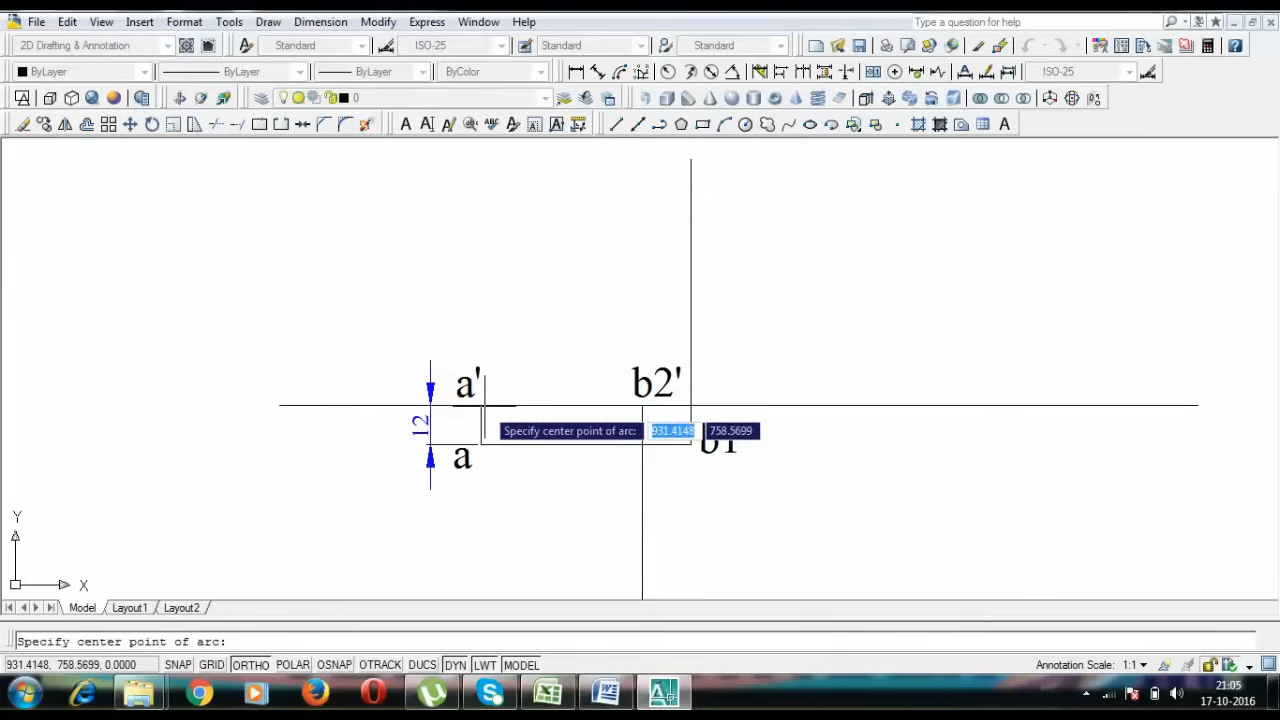 File Edit View Insert Format Tools Draw Dimension Modify Express Window Help Type a question for help
2D Drafting & Annotation Standard ISO-25 Standard Standard
ByLayer ByLayer ByLayer ByColor ISO-25
0
a' b2'
12
Specify center point of arc: 931.4148 758.5699
a b1
Y
X
Model Layout1 Layout2
Specify center point of arc:
931.4148, 758.5699, 0.0000 SNAP GRID ORTHO POLAR OSNAP OTRACK DUCS DYN LWT MODEL Annotation Scale: 1:1
21:05
17-10-2016